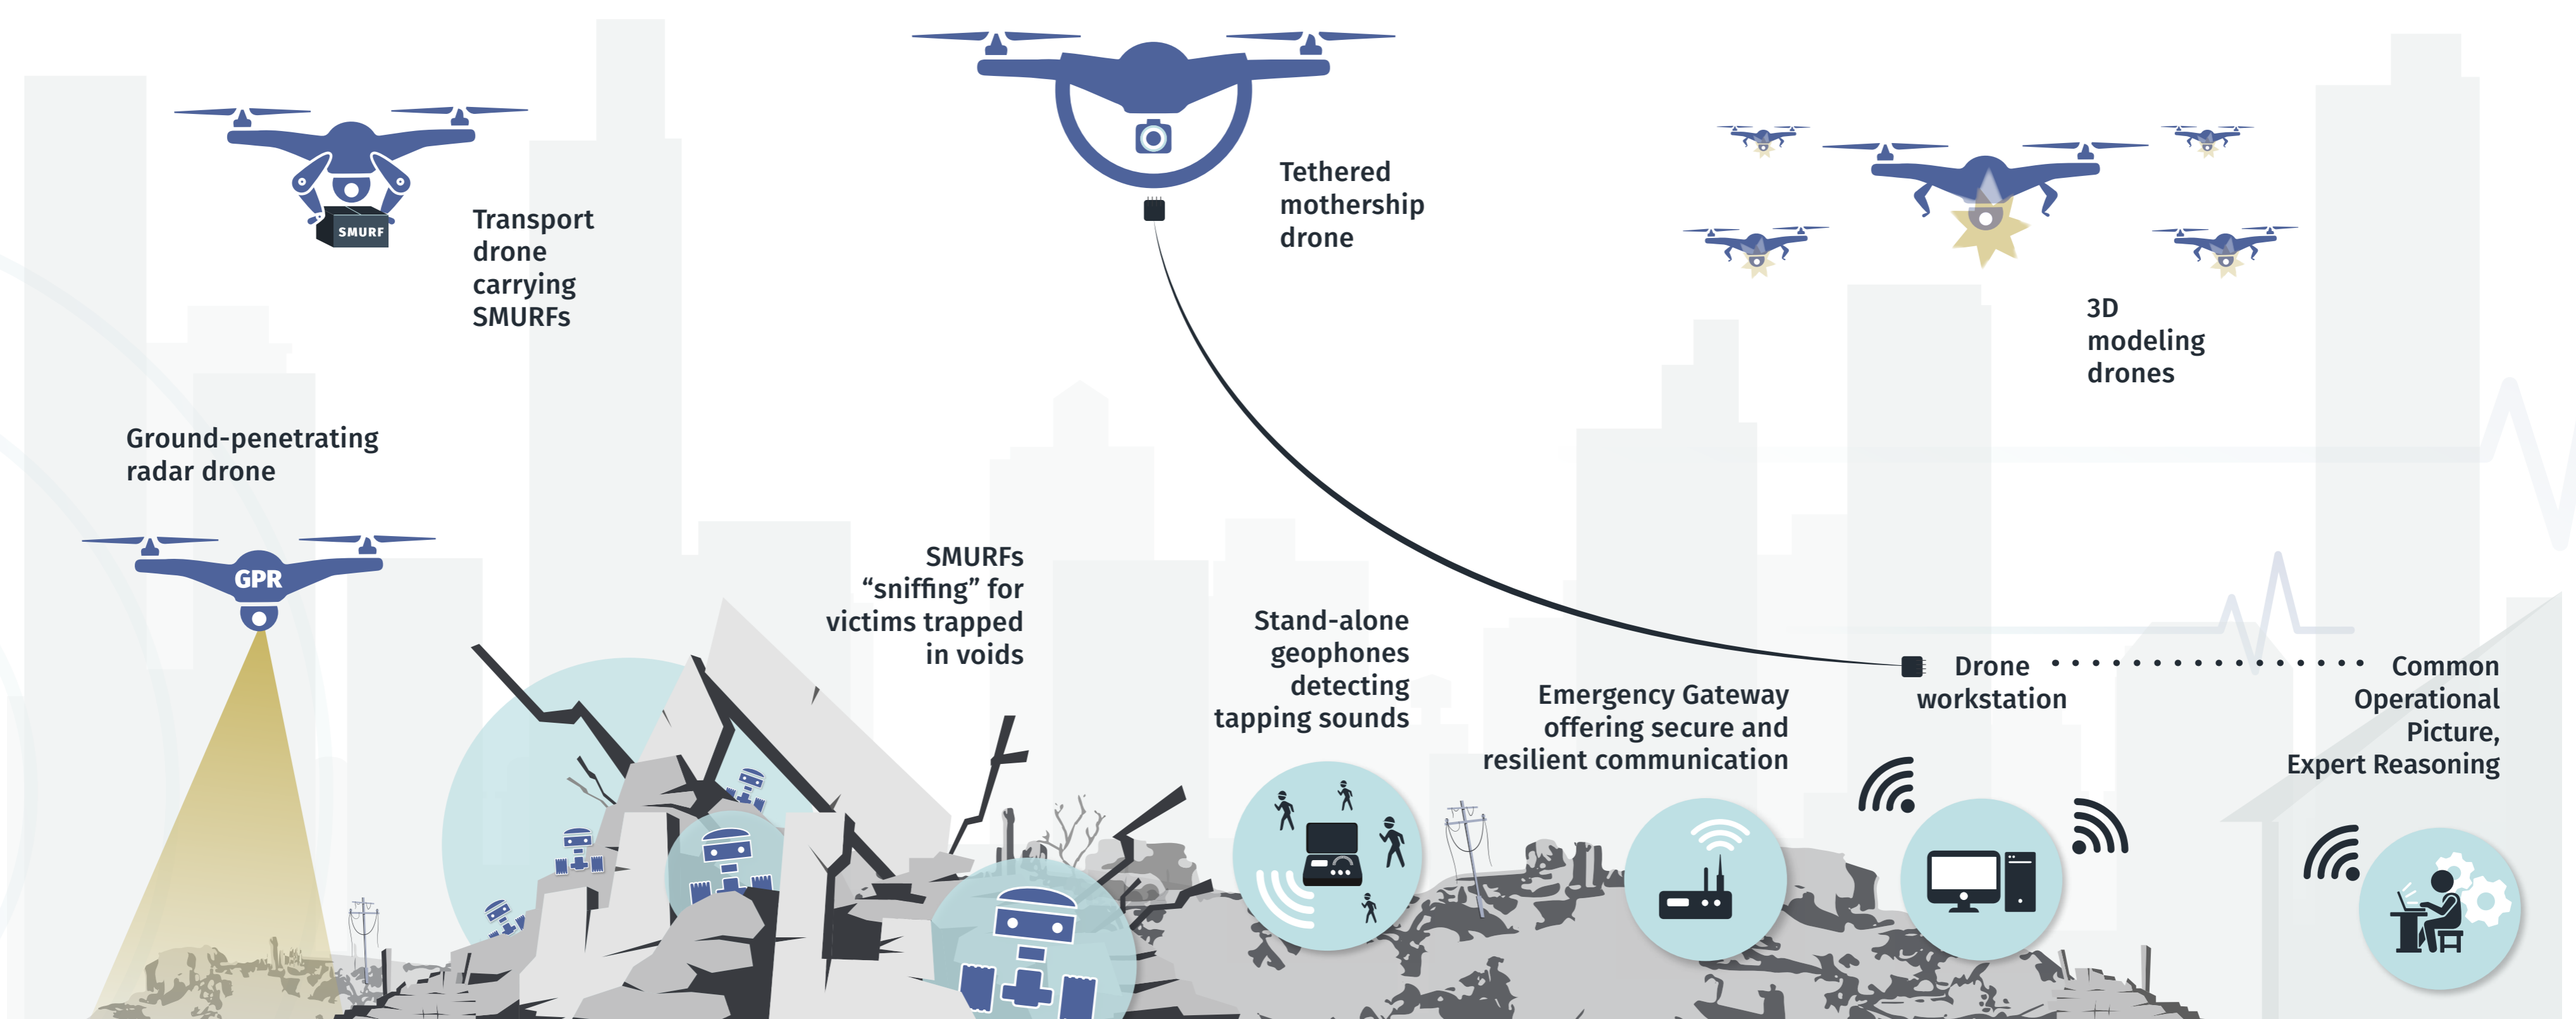 Transport
drone
carrying
SMURFs
SMURF
Tethered
mothership
drone
3D
modeling
drones
Ground-penetrating
radar drone
GPR
SMURFs
“sniffing” for
victims trapped
in voids
Stand-alone
geophones
detecting
tapping sounds
Emergency Gateway
offering secure and
resilient communication
Drone
workstation
Common
Operational
Picture,
Expert Reasoning